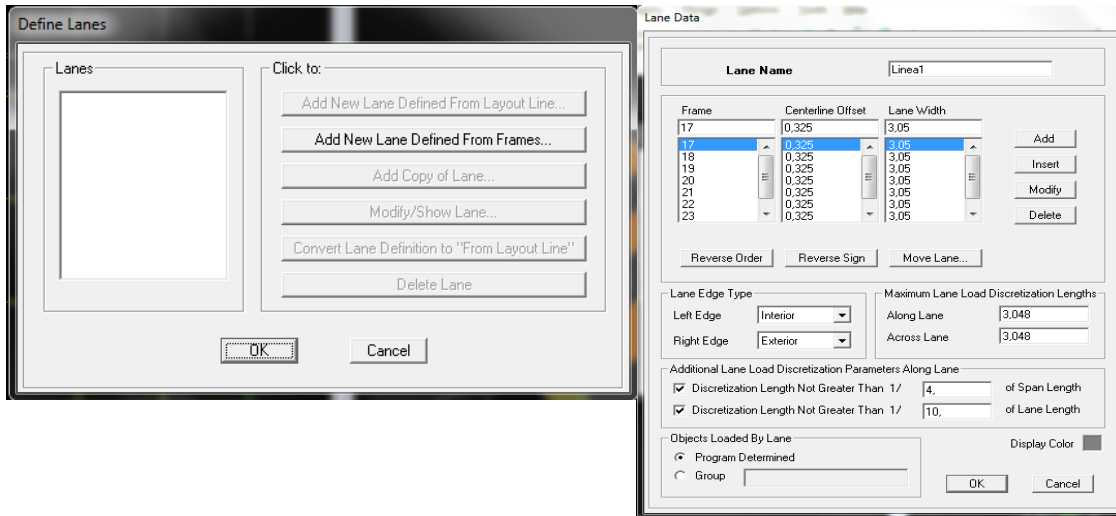 Define Lanes
Lanes
Click to:
Add New Lane Defined From Layout Line...
Add New Lane Defined From Frames...
Add Copy of Lane...
Modify/Show Lane...
Convert Lane Definition to "From Layout Line"
Delete Lane
OK
Cancel
Lane Data
Lane Name
Linea1
Frame Centerline Offset Lane Width
17 0,325 3,05
17 0,325 3,05
18 0,325 3,05
19 0,325 3,05
20 0,325 3,05
21 0,325 3,05
22 0,325 3,05
23 0,325 3,05
Add
Insert
Modify
Delete
Reverse Order
Reverse Sign
Move Lane...
Lane Edge Type
Left Edge Interior
Right Edge Exterior
Maximum Lane Load Discretization Lengths
Along Lane 3,048
Across Lane 3,048
Additional Lane Load Discretization Parameters Along Lane
Discretization Length Not Greater Than 1/ 4, of Span Length
Discretization Length Not Greater Than 1/ 10, of Lane Length
Objects Loaded By Lane
Program Determined
Group
Display Color
OK
Cancel